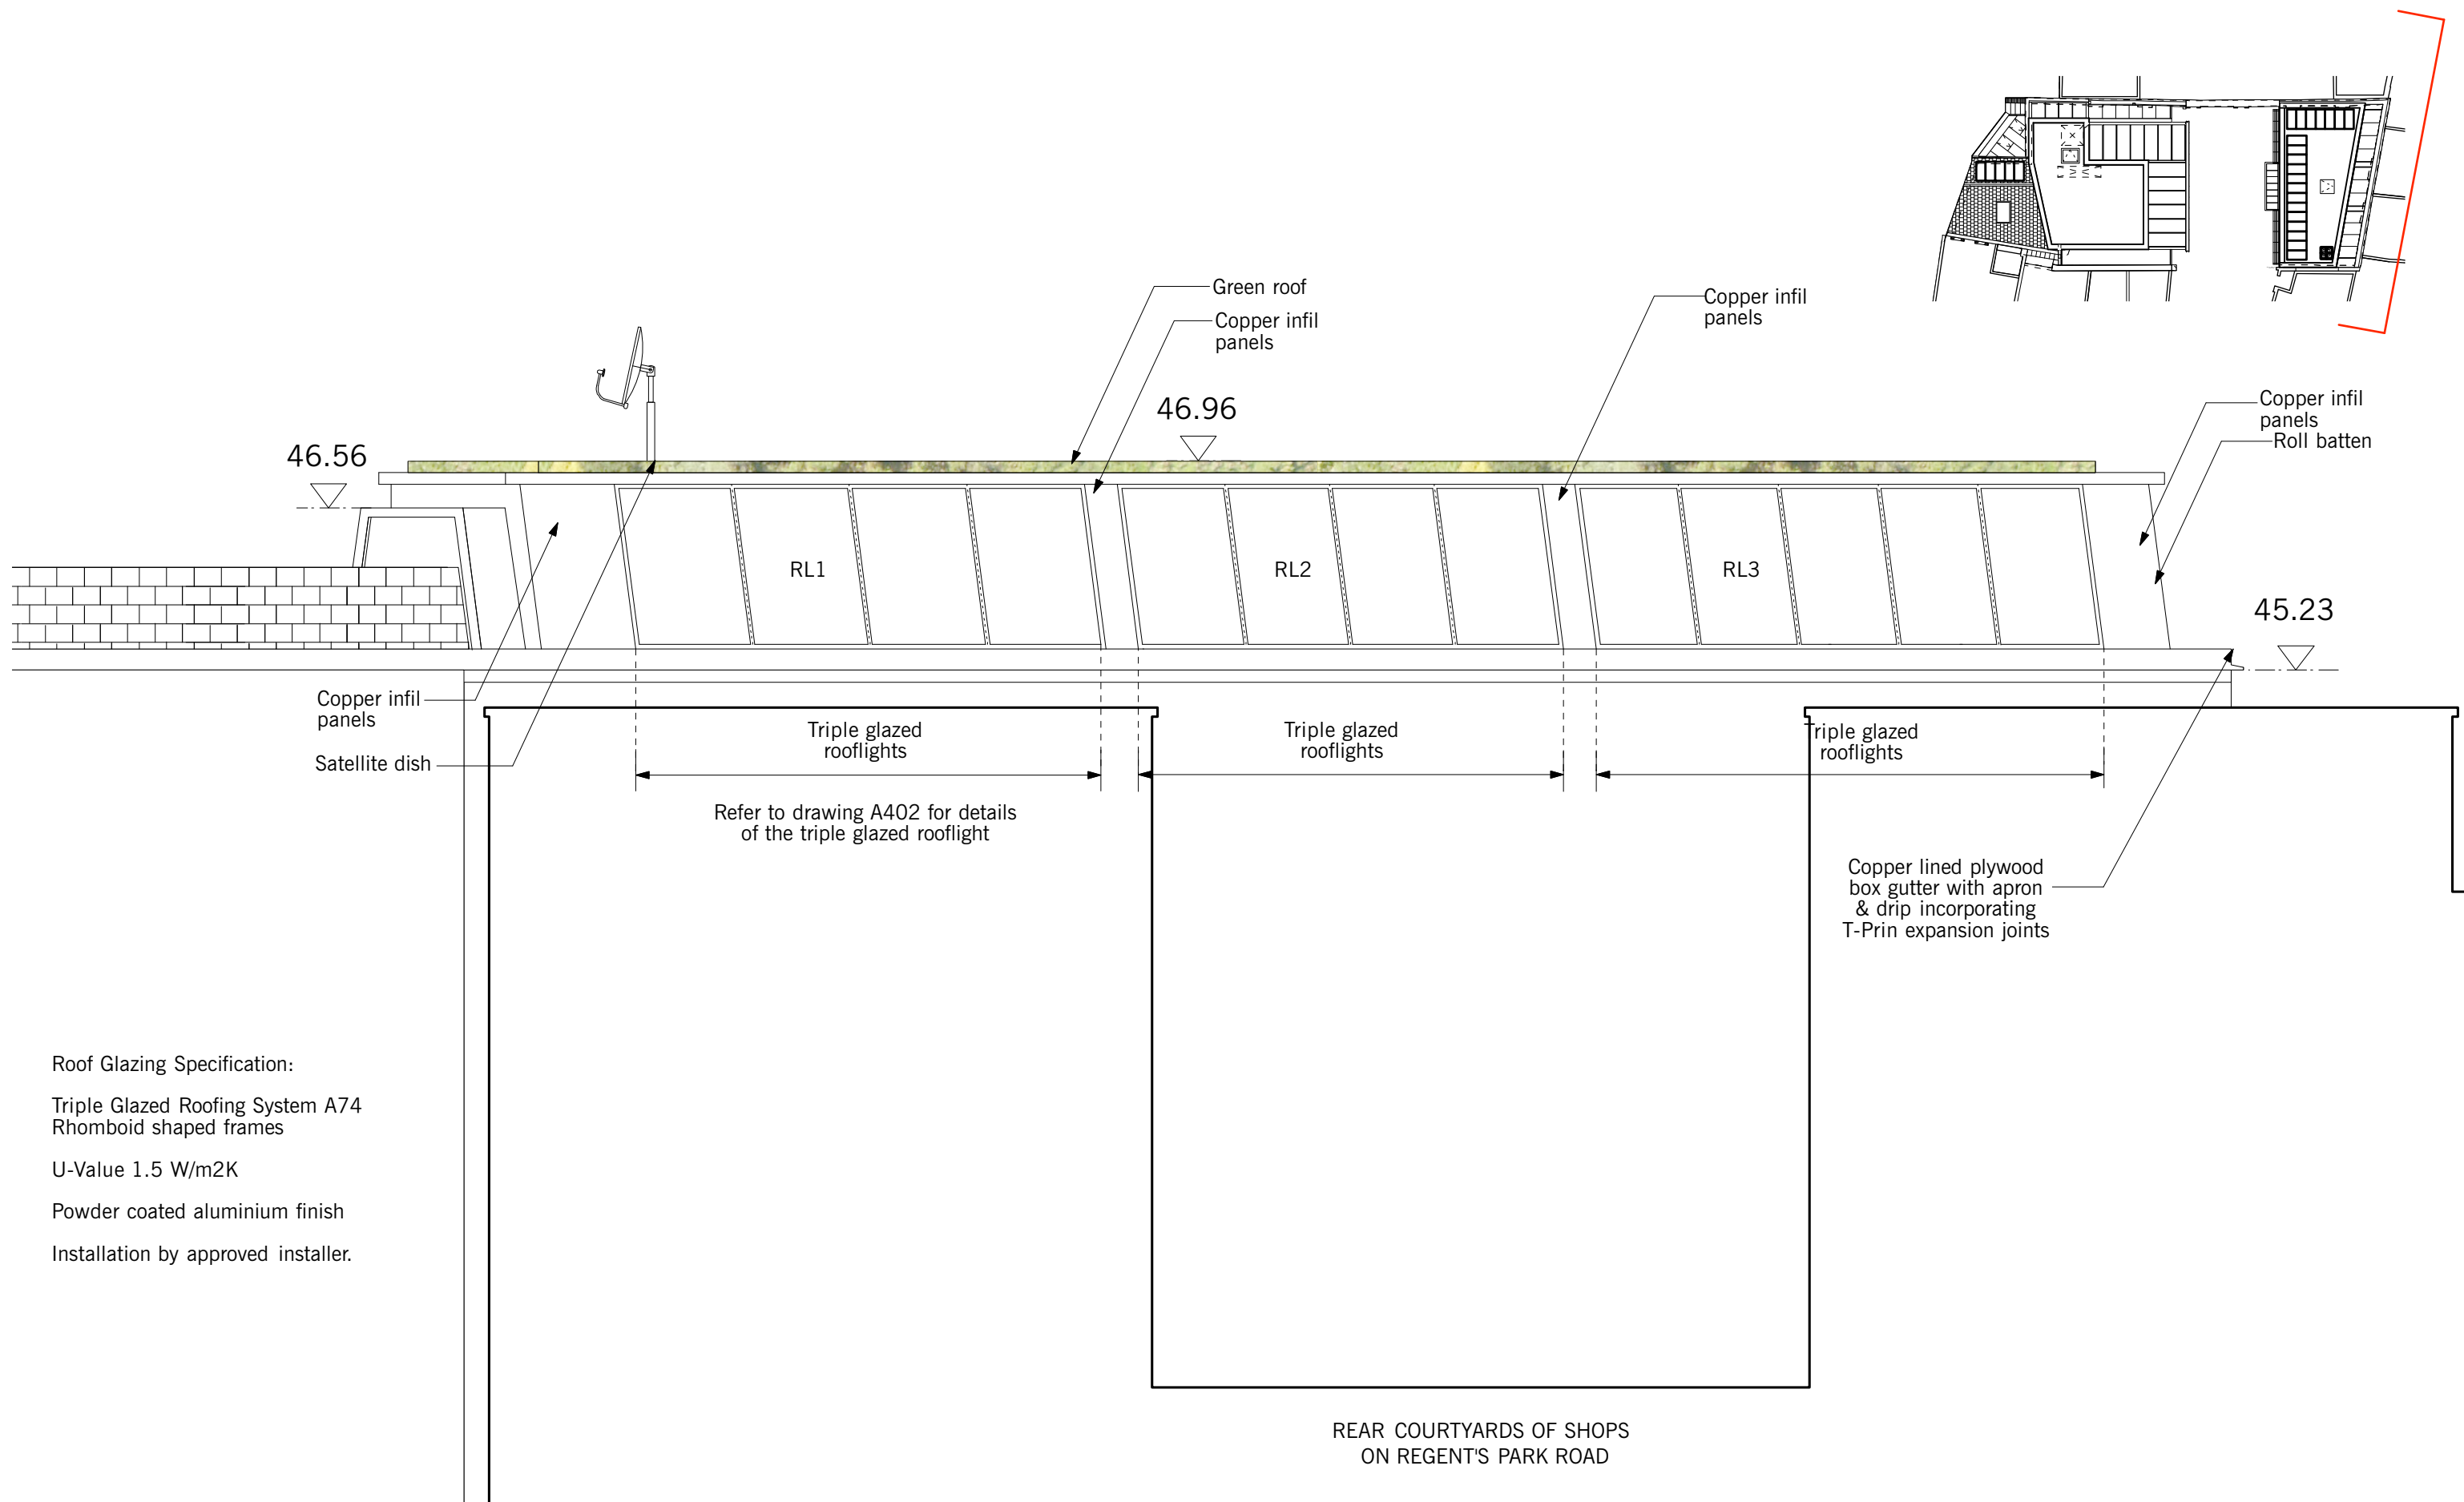 Green roof
Copper infil
panels
Copper infil
panels
46.96
46.56
Copper infil
panels
Roll batten
RL1
RL2
RL3
45.23
Copper infil
panels
Satellite dish
Triple glazed
rooflights
Triple glazed
rooflights
Triple glazed
rooflights
Refer to drawing A402 for details
of the triple glazed rooflight
Copper lined plywood
box gutter with apron
& drip incorporating
T-Prin expansion joints
Roof Glazing Specification:
Triple Glazed Roofing System A74
Rhomboid shaped frames
U-Value 1.5 W/m2K
Powder coated aluminium finish
Installation by approved installer.
REAR COURTYARDS OF SHOPS
ON REGENT'S PARK ROAD